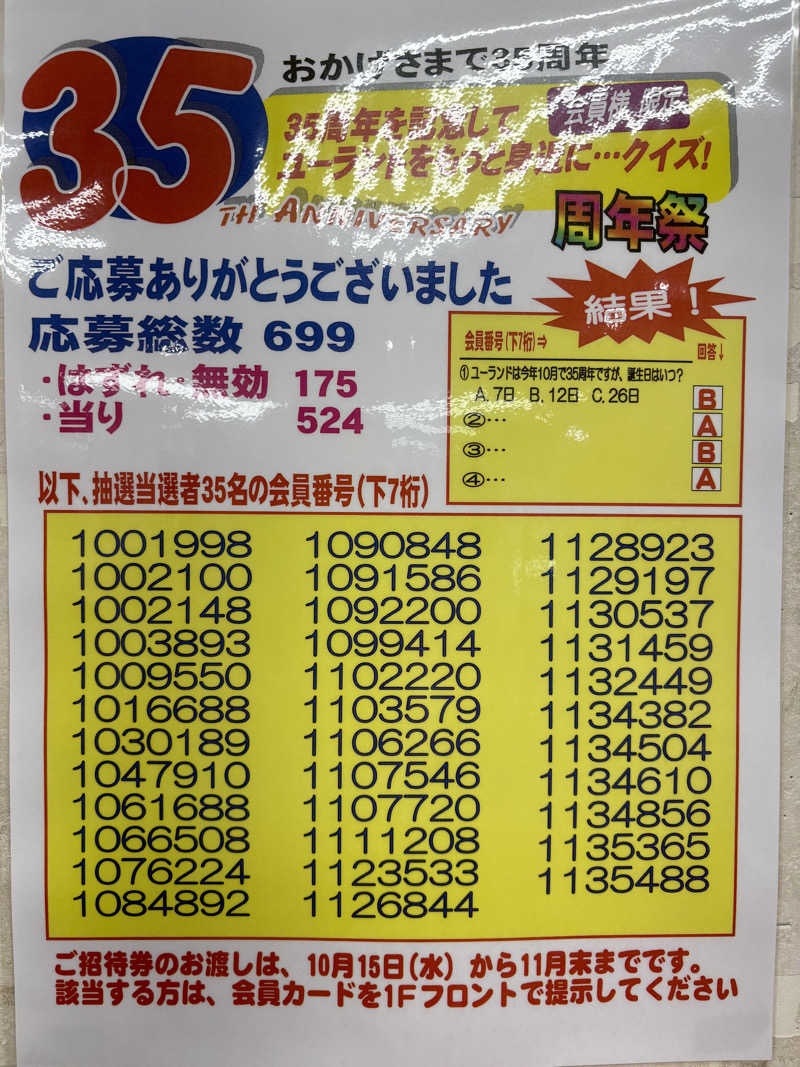 35
TH ANNIVERSARY
おかげさまで35周年
35周年を記念して
会員様 限定
ユーランドをもっと身近に…クイズ!
周年祭
ご応募ありがとうございました
応募総数 699
・はずれ・無効 175
・当り 524
結果!
会員番号(下7桁)⇒
回答↓
①ユーランドは今年10月で35周年ですが、誕生日はいつ?
A.7日 B.12日 C.26日
B
②… A
③… B
④… A
以下、抽選当選者35名の会員番号(下7桁)
1001998 1090848 1128923
1002100 1091586 1129197
1002148 1092200 1130537
1003893 1099414 1131459
1009550 1102220 1132449
1016688 1103579 1134382
1030189 1106266 1134504
1047910 1107546 1134610
1061688 1107720 1134856
1066508 1111208 1135365
1076224 1123533 1135488
1084892 1126844
ご招待券のお渡しは、10月15日(水)から11月末までです。
該当する方は、会員カードを1Fフロントで提示してください